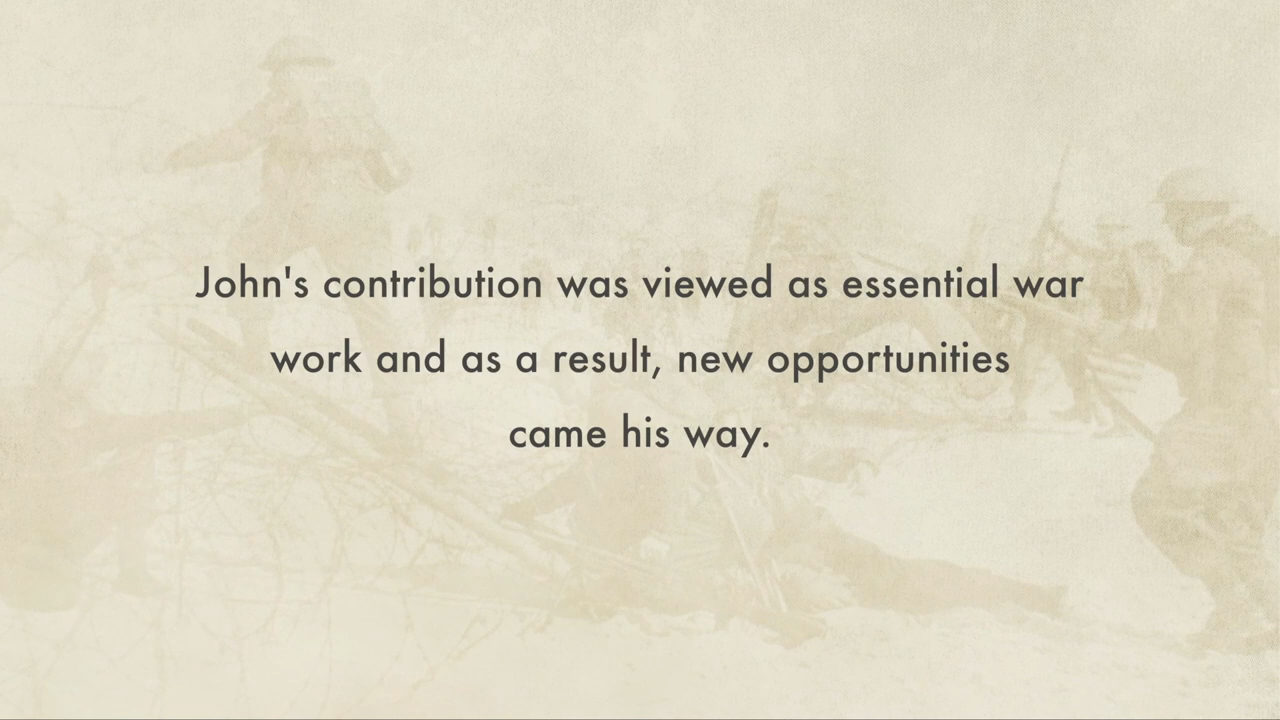 John's contribution was viewed as essential war
work and as a result, new opportunities
came his way.